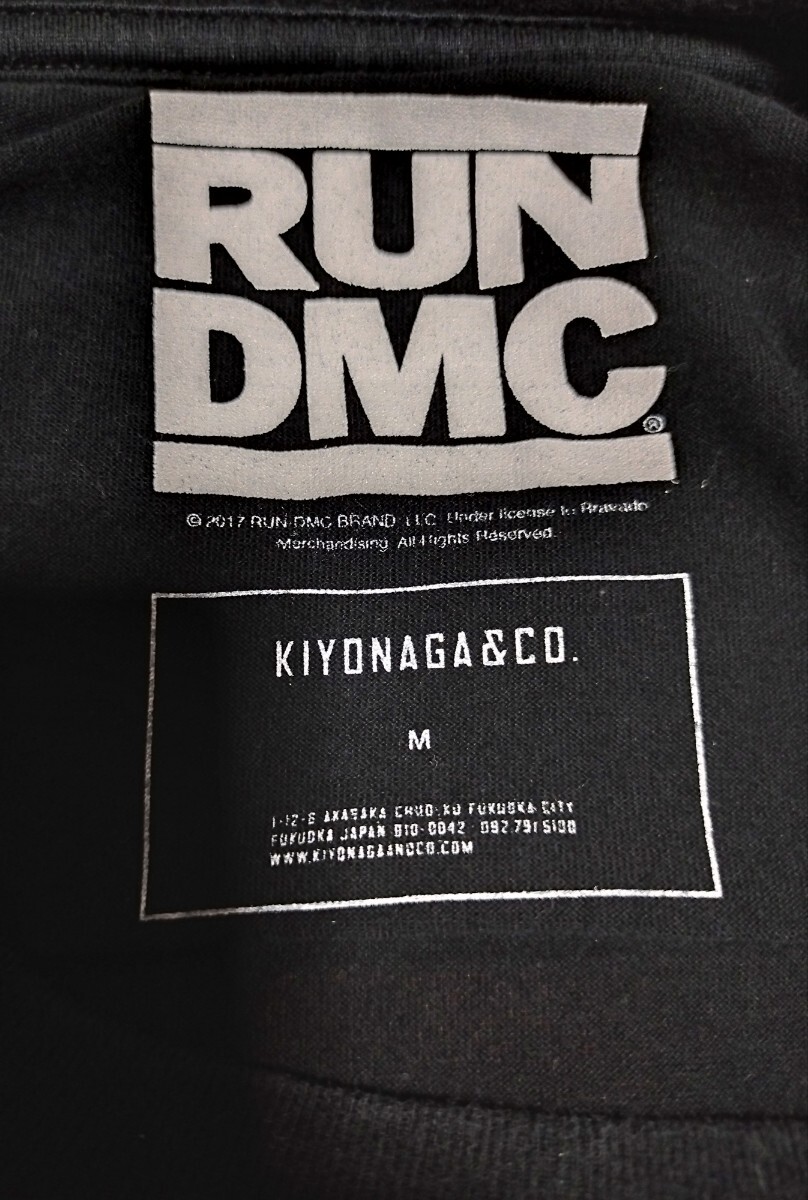 RUN
DMC®
© 2017 RUN-DMC BRAND, LLC. Under license to Bravado
Merchandising. All Rights Reserved.
KIYONAGA&CO.
M
1-12-6 AKASAKA CHUO-KU FUKUOKA CITY
FUKUOKA JAPAN 810-0042 092.791.5100
WWW.KIYONAGAANDCO.COM